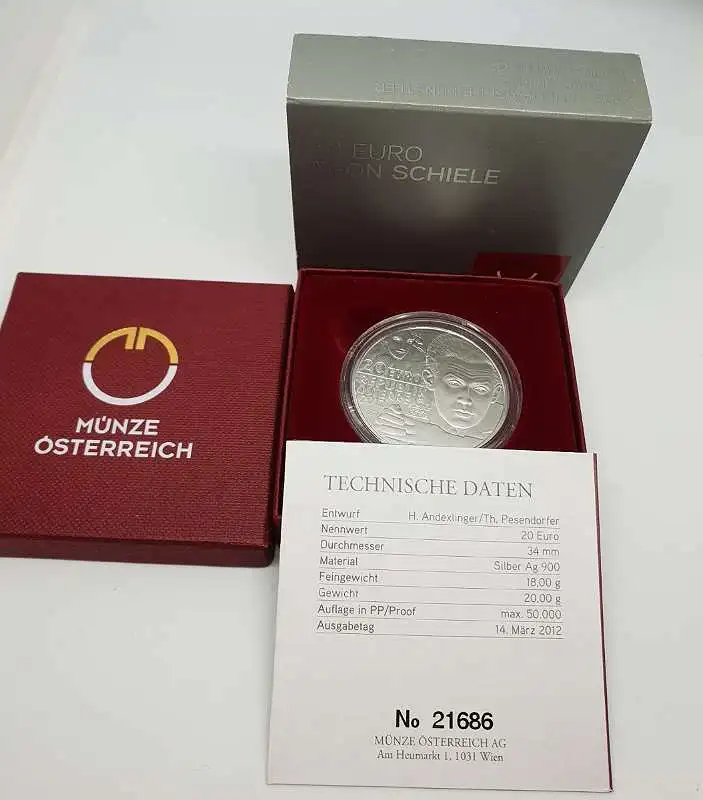 EURO
SCHIELE
MÜNZE
ÖSTERREICH
20 EURO
REPUBLIK
TECHNISCHE DATEN
Entwurf H. Andexlinger/Th. Pesendorfer
Nennwert 20 Euro
Durchmesser 34 mm
Material Silber Ag 900
Feingewicht 18,00 g
Gewicht 20,00 g
Auflage in PP/Proof max. 50.000
Ausgabetag 14. März 2012
No 21686
MÜNZE ÖSTERREICH AG
Am Heumarkt 1, 1031 Wien